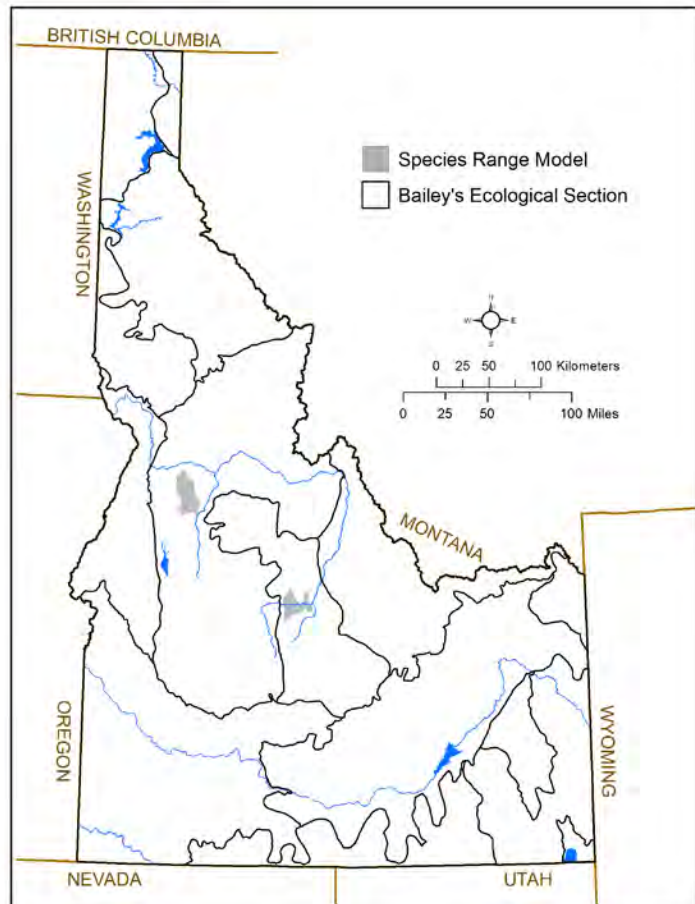 BRITISH COLUMBIA
Species Range Model
Bailey's Ecological Section
WASHINGTON
N
W
E
S
0 25 50 100 Kilometers
0 25 50 100 Miles
MONTANA
OREGON
WYOMING
NEVADA
UTAH